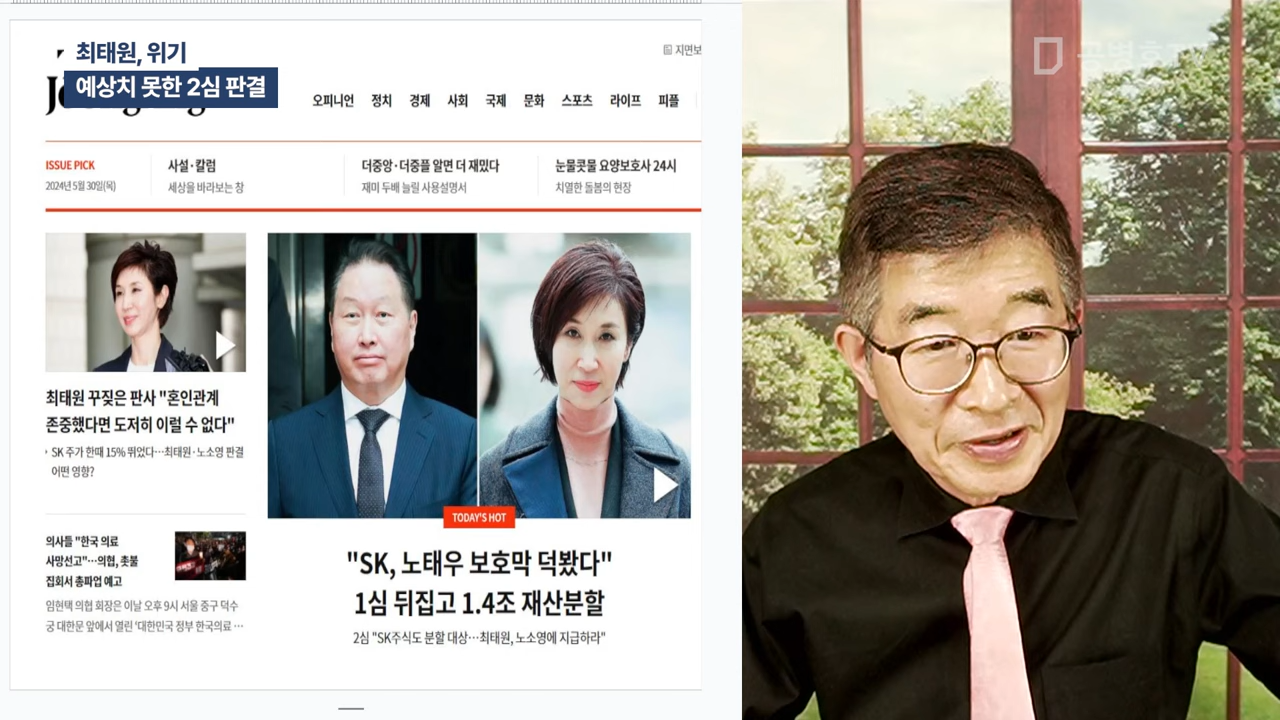 최태원, 위기
예상치 못한 2심 판결
지면보
오피니언 정치 경제 사회 국제 문화 스포츠 라이프 피플
ISSUE PICK
2024년 5월 30일(목)
사설·칼럼
세상을 바라보는 창
더중앙·더중플 알면 더 재밌다
재미 두배 늘릴 사용설명서
눈물콧물 요양보호사 24시
치열한 돌봄의 현장
최태원 꾸짖은 판사 "혼인관계
존중했다면 도저히 이럴 수 없다"
SK 주가 한때 15% 뛰었다…최태원·노소영 판결
어떤 영향?
의사들 "한국 의료
사망선고"…의협, 촛불
집회서 총파업 예고
임현택 의협 회장은 이날 오후 9시 서울 중구 덕수
궁 대한문 앞에서 열린 '대한민국 정부 한국의료 …
TODAY'S HOT
"SK, 노태우 보호막 덕봤다"
1심 뒤집고 1.4조 재산분할
2심 "SK주식도 분할 대상…최태원, 노소영에 지급하라"
공병호